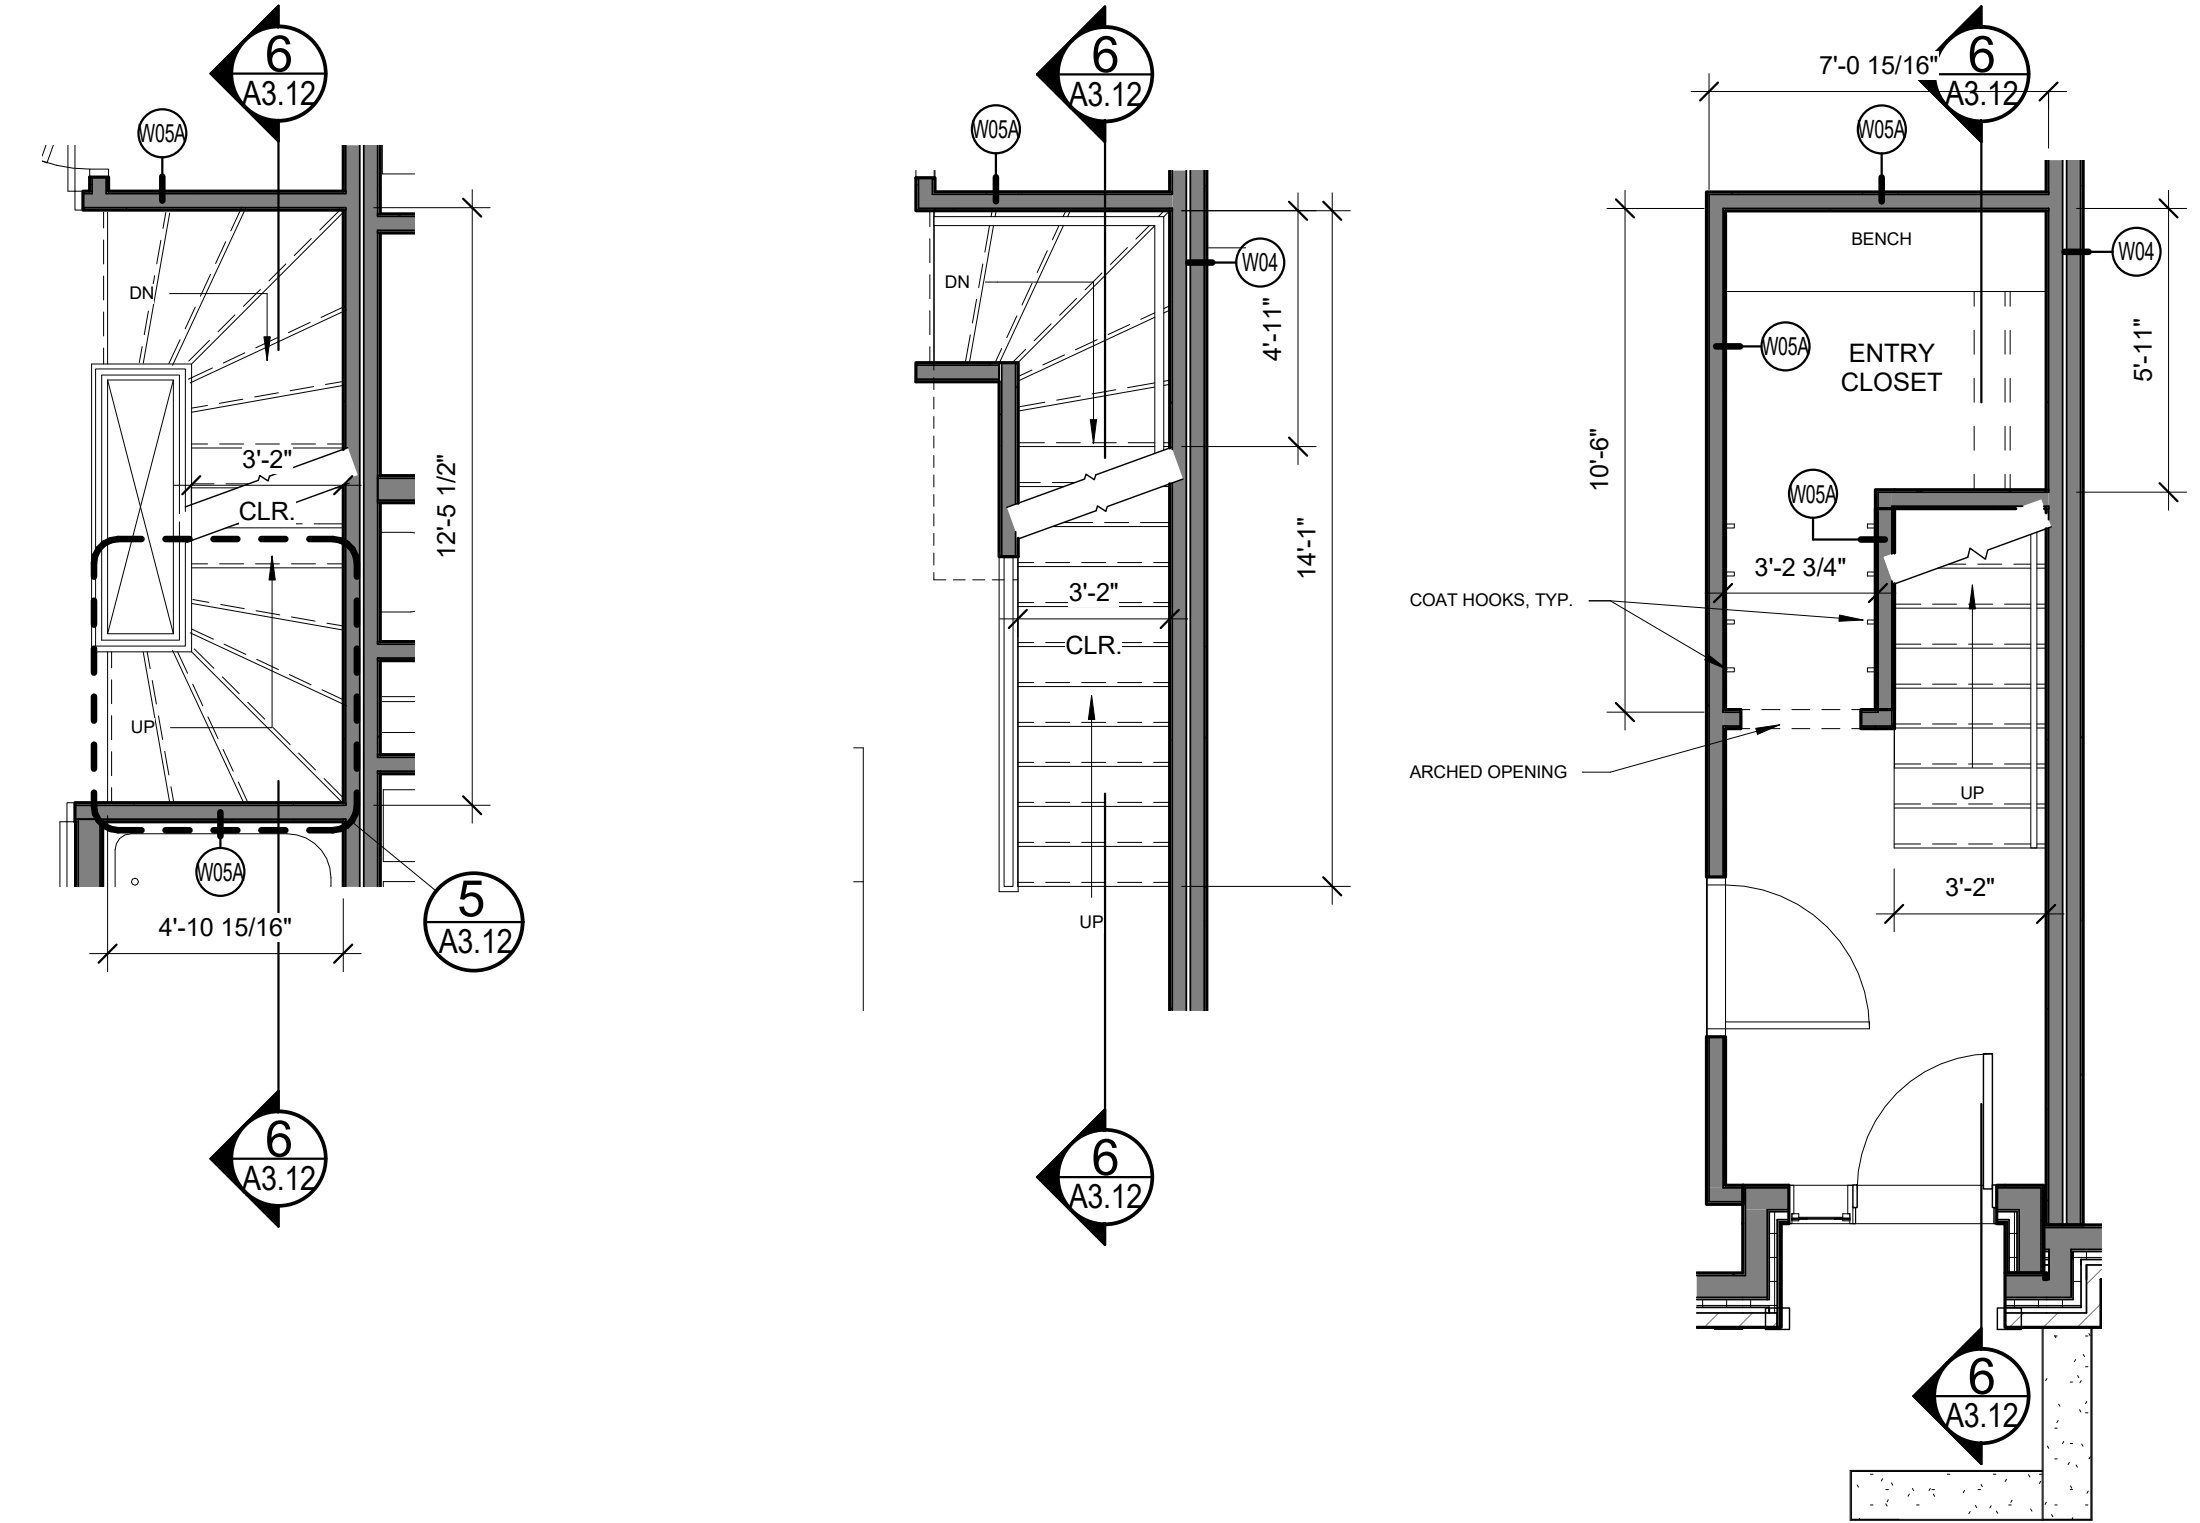 6
A3.12
W05A
DN
3'-2"
CLR.
12'-5 1/2"
UP
W05A
4'-10 15/16"
5
A3.12
6
A3.12
6
A3.12
W05A
W04
DN
4'-11"
14'-1"
3'-2"
CLR.
UP
6
A3.12
7'-0 15/16"
6
A3.12
W05A
BENCH
W04
W05A
ENTRY
CLOSET
5'-11"
10'-6"
W05A
3'-2 3/4"
COAT HOOKS, TYP.
ARCHED OPENING
UP
3'-2"
6
A3.12